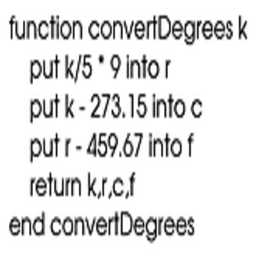 function convertDegrees k
put k/5 * 9 into r
put k - 273.15 into c
put r - 459.67 into f
return k,r,c,f
end convertDegrees